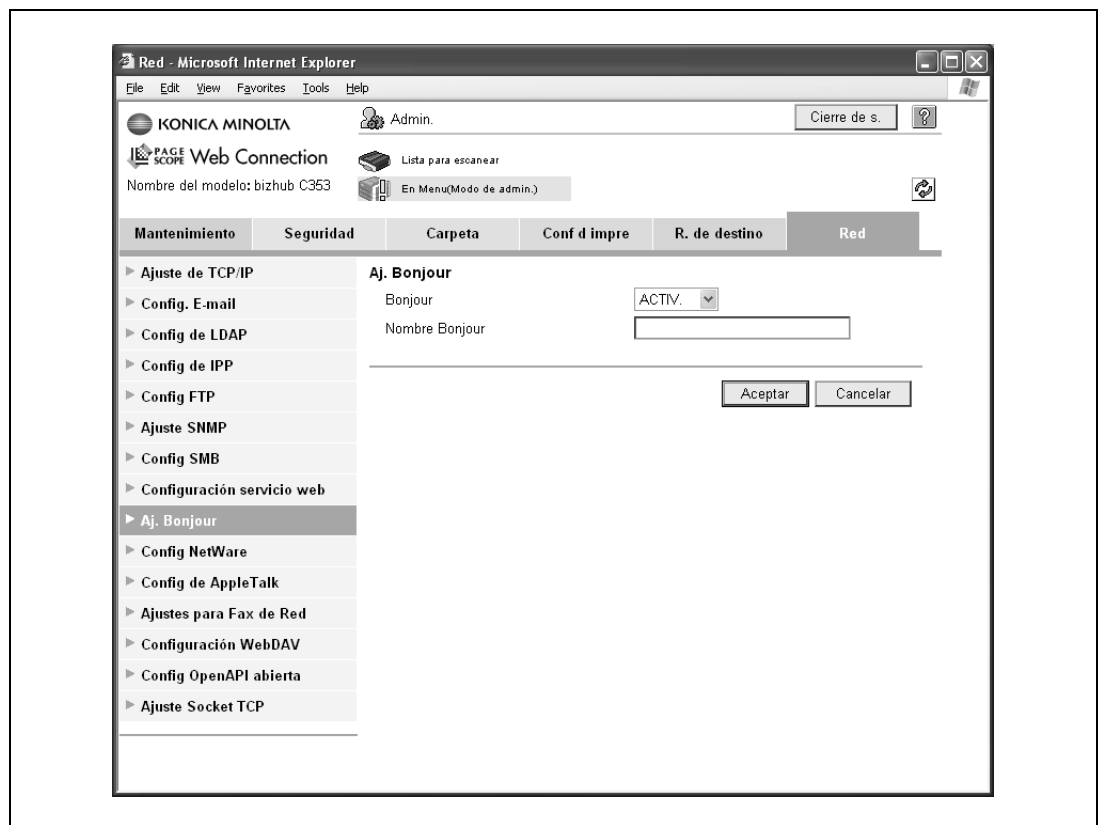 Red - Microsoft Internet Explorer
File Edit View Favorites Tools Help
KONICA MINOLTA
Admin.
Cierre de s.
?
PAGE SCOPE Web Connection
Lista para escanear
Nombre del modelo: bizhub C353
En Menu(Modo de admin.)
Mantenimiento Seguridad Carpeta Conf d impre R. de destino Red
Ajuste de TCP/IP
Config. E-mail
Config de LDAP
Config de IPP
Config FTP
Ajuste SNMP
Config SMB
Configuración servicio web
Aj. Bonjour
Config NetWare
Config de AppleTalk
Ajustes para Fax de Red
Configuración WebDAV
Config OpenAPI abierta
Ajuste Socket TCP
Aj. Bonjour
Bonjour ACTIV.
Nombre Bonjour
Aceptar Cancelar